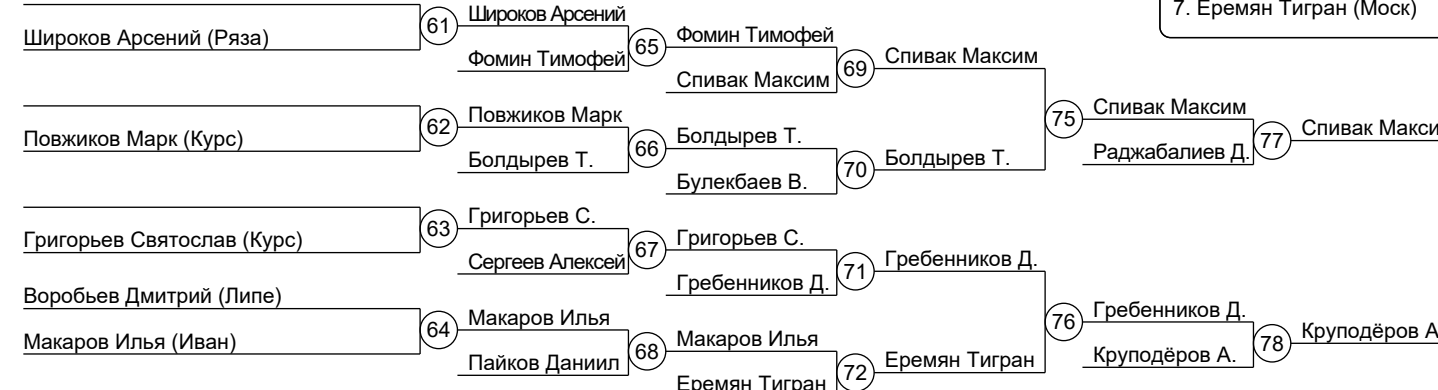 7. Еремян Тигран (Моск)
Широков Арсений (Ряза)
61
Широков Арсений
Фомин Тимофей
65
Фомин Тимофей
Спивак Максим
69
Спивак Максим
Повжиков Марк (Курс)
62
Повжиков Марк
Болдырев Т.
66
Болдырев Т.
Булекбаев В.
70
Болдырев Т.
75
Спивак Максим
Раджабалиев Д.
77
Спивак Макси
Григорьев Святослав (Курс)
63
Григорьев С.
Сергеев Алексей
67
Григорьев С.
Гребенников Д.
71
Гребенников Д.
Воробьев Дмитрий (Липе)
Макаров Илья (Иван)
64
Макаров Илья
Пайков Даниил
68
Макаров Илья
Еремян Тигран
72
Еремян Тигран
76
Гребенников Д.
Круподёров А.
78
Круподёров А